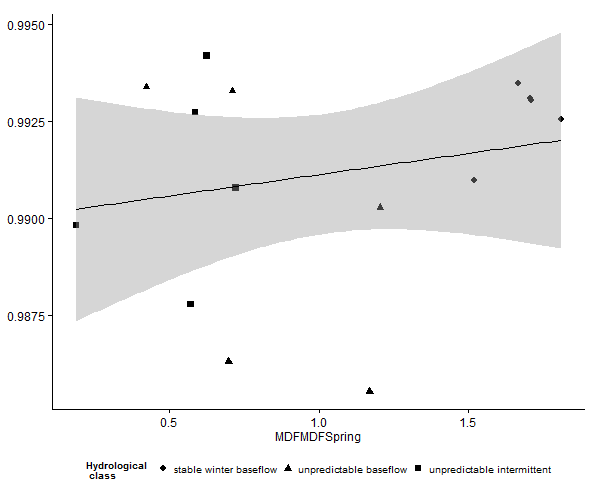 0.9950
0.9925
0.9900
0.9875
0.5 1.0 1.5
MDFMDFSpring
Hydrological
class
stable winter baseflow unpredictable baseflow unpredictable intermittent